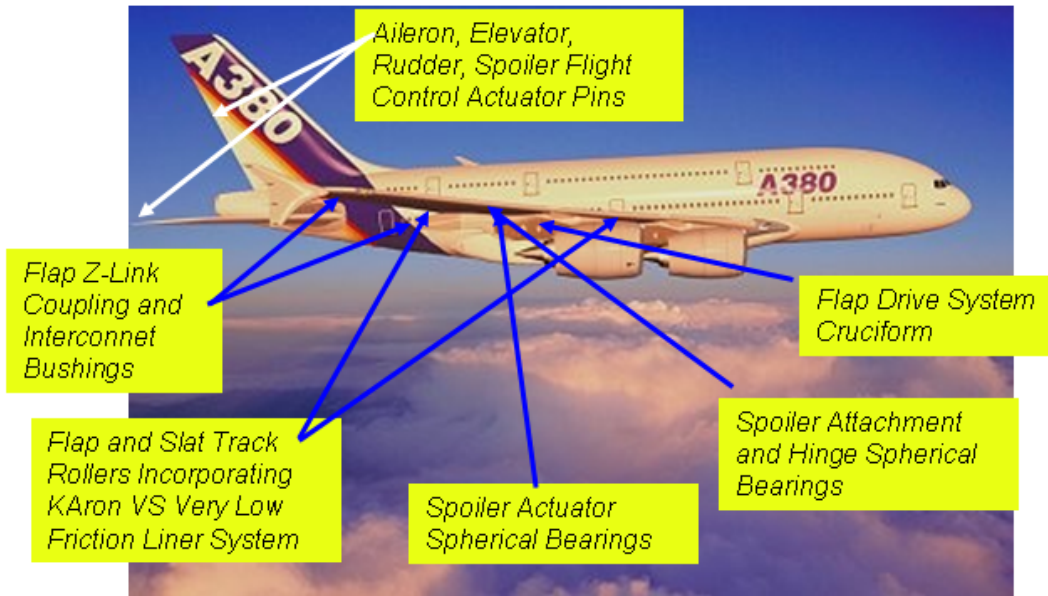 Aileron, Elevator,
Rudder, Spoiler Flight
Control Actuator Pins
A380
A380
Flap Z-Link
Coupling and
Interconnet
Bushings
Flap Drive System
Cruciform
Flap and Slat Track
Rollers Incorporating
KAron VS Very Low
Friction Liner System
Spoiler Actuator
Spherical Bearings
Spoiler Attachment
and Hinge Spherical
Bearings